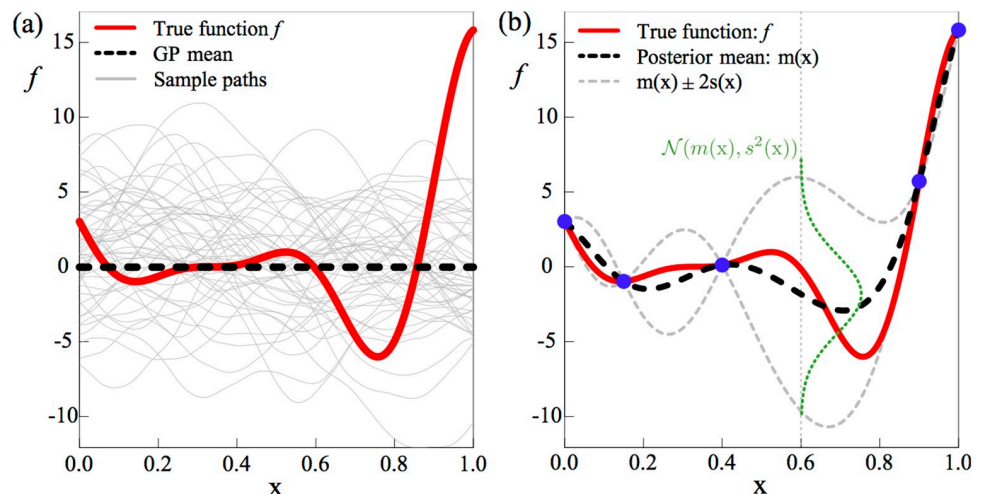 (a)
True function f
GP mean
Sample paths
f
15
10
5
0
-5
-10
0.0 0.2 0.4 0.6 0.8 1.0
x
(b)
True function: f
Posterior mean: m(x)
m(x) ± 2s(x)
f
15
10
5
0
-5
-10
𝒩(m(x), s²(x))
0.0 0.2 0.4 0.6 0.8 1.0
x